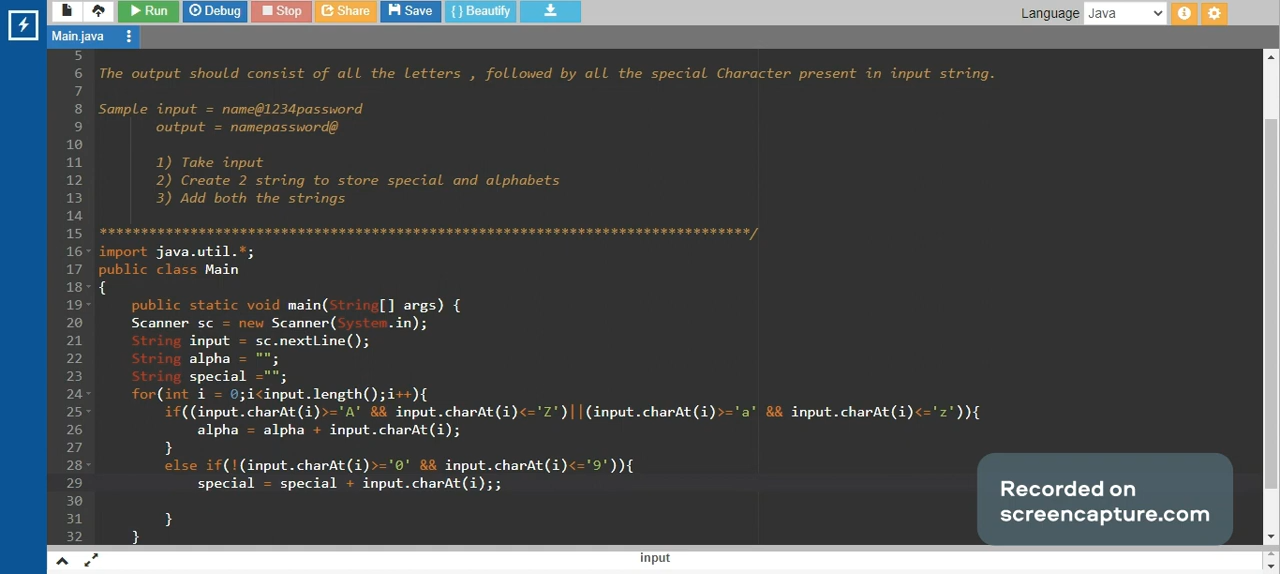 Run Debug Stop Share Save { } Beautify Language Java
Main.java
5
6 The output should consist of all the letters , followed by all the special Character present in input string.
7
8 Sample input = name@1234password
9 output = namepassword@
10
11 1) Take input
12 2) Create 2 string to store special and alphabets
13 3) Add both the strings
14
15 *******************************************************************************/
16 import java.util.*;
17 public class Main
18 {
19 public static void main(String[] args) {
20 Scanner sc = new Scanner(System.in);
21 String input = sc.nextLine();
22 String alpha = "";
23 String special ="";
24 for(int i = 0;i<input.length();i++){
25 if((input.charAt(i)>='A' && input.charAt(i)<='Z')||(input.charAt(i)>='a' && input.charAt(i)<='z')){
26 alpha = alpha + input.charAt(i);
27 }
28 else if(!(input.charAt(i)>='0' && input.charAt(i)<='9')){
29 special = special + input.charAt(i);;
30
31 }
32 }
Recorded on
screencapture.com
input